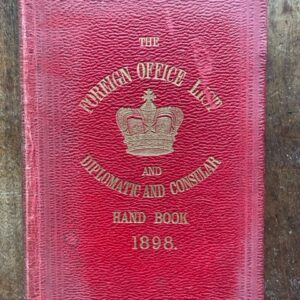 THE
FOREIGN OFFICE LIST
AND
DIPLOMATIC AND CONSULAR
HAND BOOK
1898.